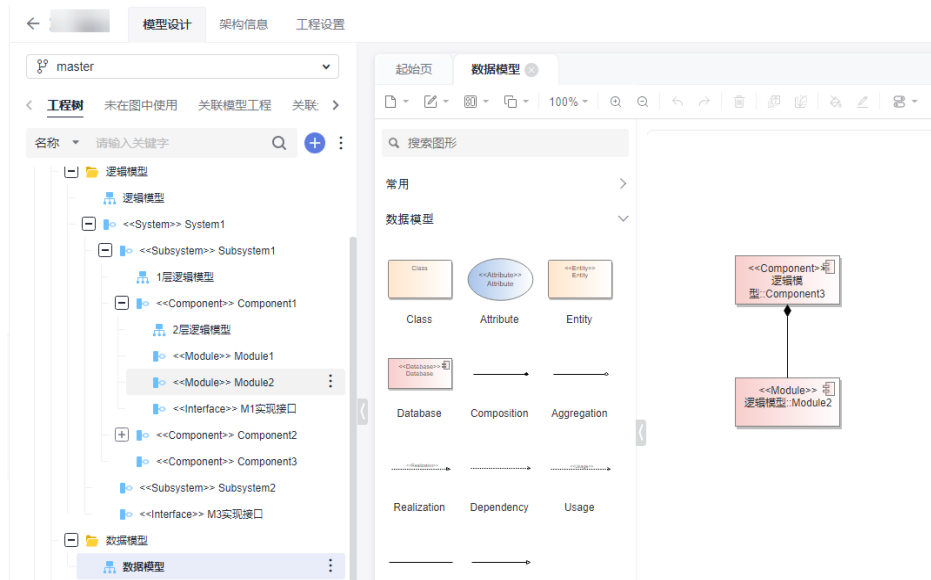 模型设计
架构信息
工程设置
master
工程树
未在图中使用
关联模型工程
关联
名称
请输入关键字
逻辑模型
逻辑模型
<<System>> System1
<<Subsystem>> Subsystem1
1层逻辑模型
<<Component>> Component1
2层逻辑模型
<<Module>> Module1
<<Module>> Module2
<<Interface>> M1实现接口
<<Component>> Component2
<<Component>> Component3
<<Subsystem>> Subsystem2
<<Interface>> M3实现接口
数据模型
数据模型
起始页
数据模型
100%
搜索图形
常用
数据模型
Class
<<Attribute>>
Attribute
<<Entity>>
Entity
Class
Attribute
Entity
<<Database>>
Database
Database
Composition
Aggregation
<<Realization>>
<<Usage>>
Realization
Dependency
Usage
<<Component>>
逻辑模
型::Component3
<<Module>>
逻辑模型::Module2